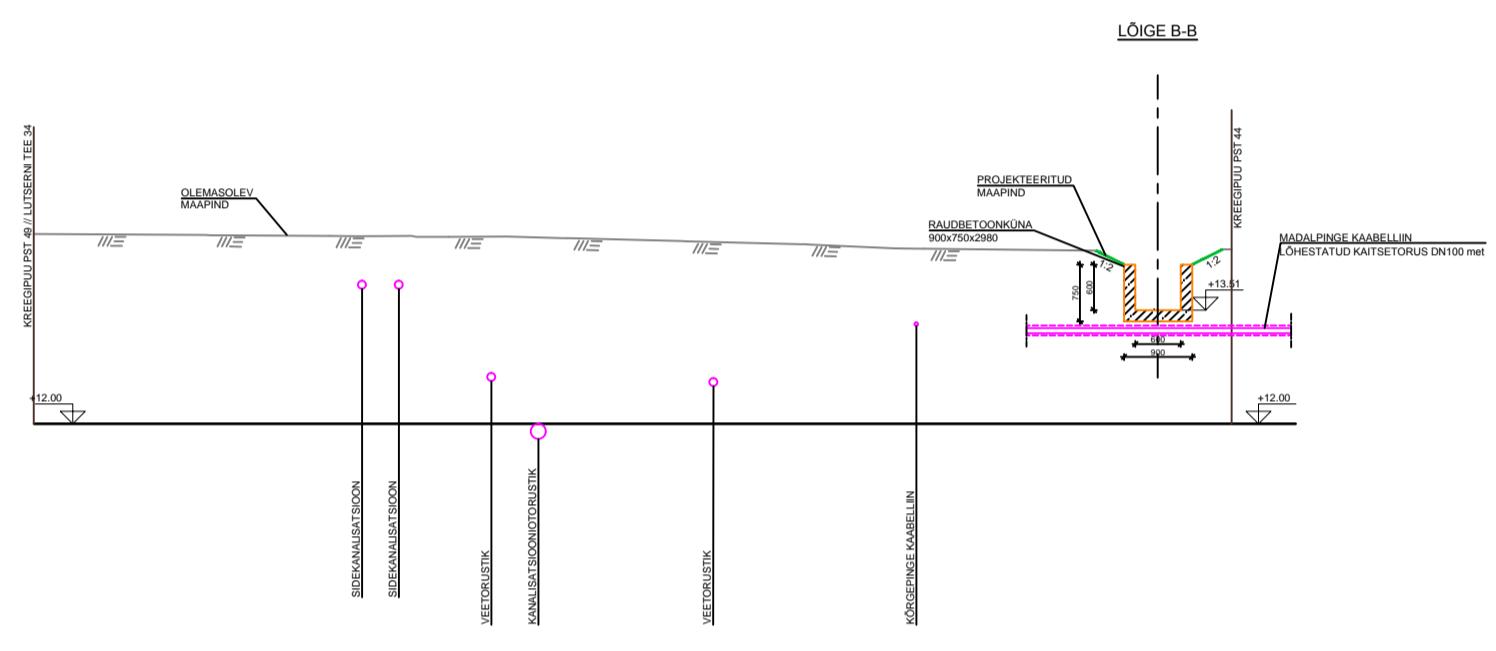 LÕIGE B-B
KREEGIPUU PST 49 // LUTSERNI TEE 34
OLEMASOLEV
MAAPIND
PROJEKTEERITUD
MAAPIND
RAUDBETOONKÜNA
900x750x2980
KREEGIPUU PST 44
MADALPINGE KAABELLIIN
LÕHESTATUD KAITSETORUS DN100 met
1:2
1:2
750
600
+13.51
600
900
+12.00
+12.00
SIDEKANALISATSIOON
SIDEKANALISATSIOON
VEETORUSTIK
KANALISATSIOONIOTORUSTIK
VEETORUSTIK
KÕRGEPINGE KAABELLIIN